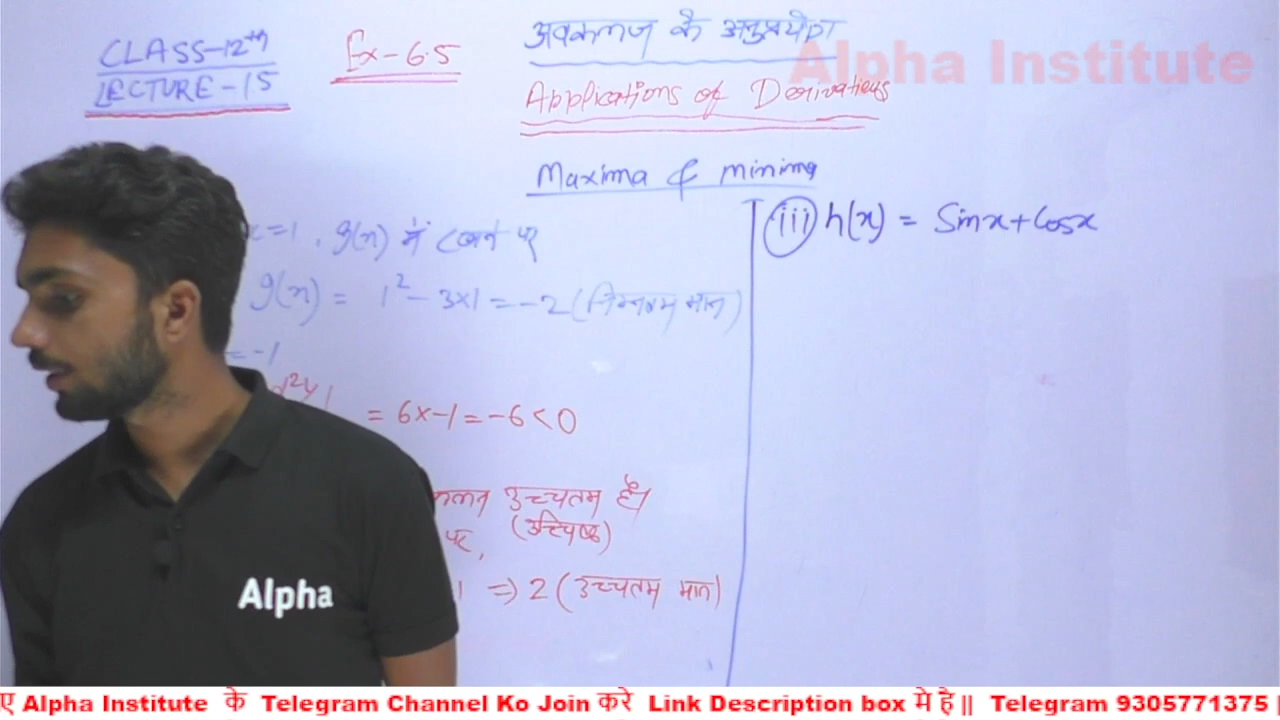 CLASS-12th
LECTURE-15
Ex-6.5
अवकलज के अनुप्रयोग
Alpha Institute
Applications of Derivatives
Maxima & minima
x=1, g(x) में रखने पर
g(x) = 1² - 3x1 = -2 (निम्नतम मान)
= -1
d²y
= 6x-1 = -6 < 0
उच्चतम है।
पर, (उच्चिष्ठ)
1 => 2 (उच्चतम मान)
(iii) h(x) = Sinx + Cosx
Alpha
ए Alpha Institute के Telegram Channel Ko Join करे Link Description box मे है || Telegram 9305771375 |